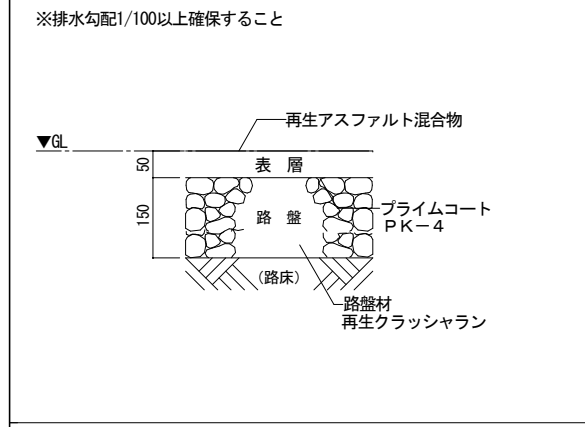 ※排水勾配1/100以上確保すること
再生アスファルト混合物
▼GL
50
表 層
150
路 盤
プライムコート
PK-4
(路床)
路盤材
再生クラッシャラン